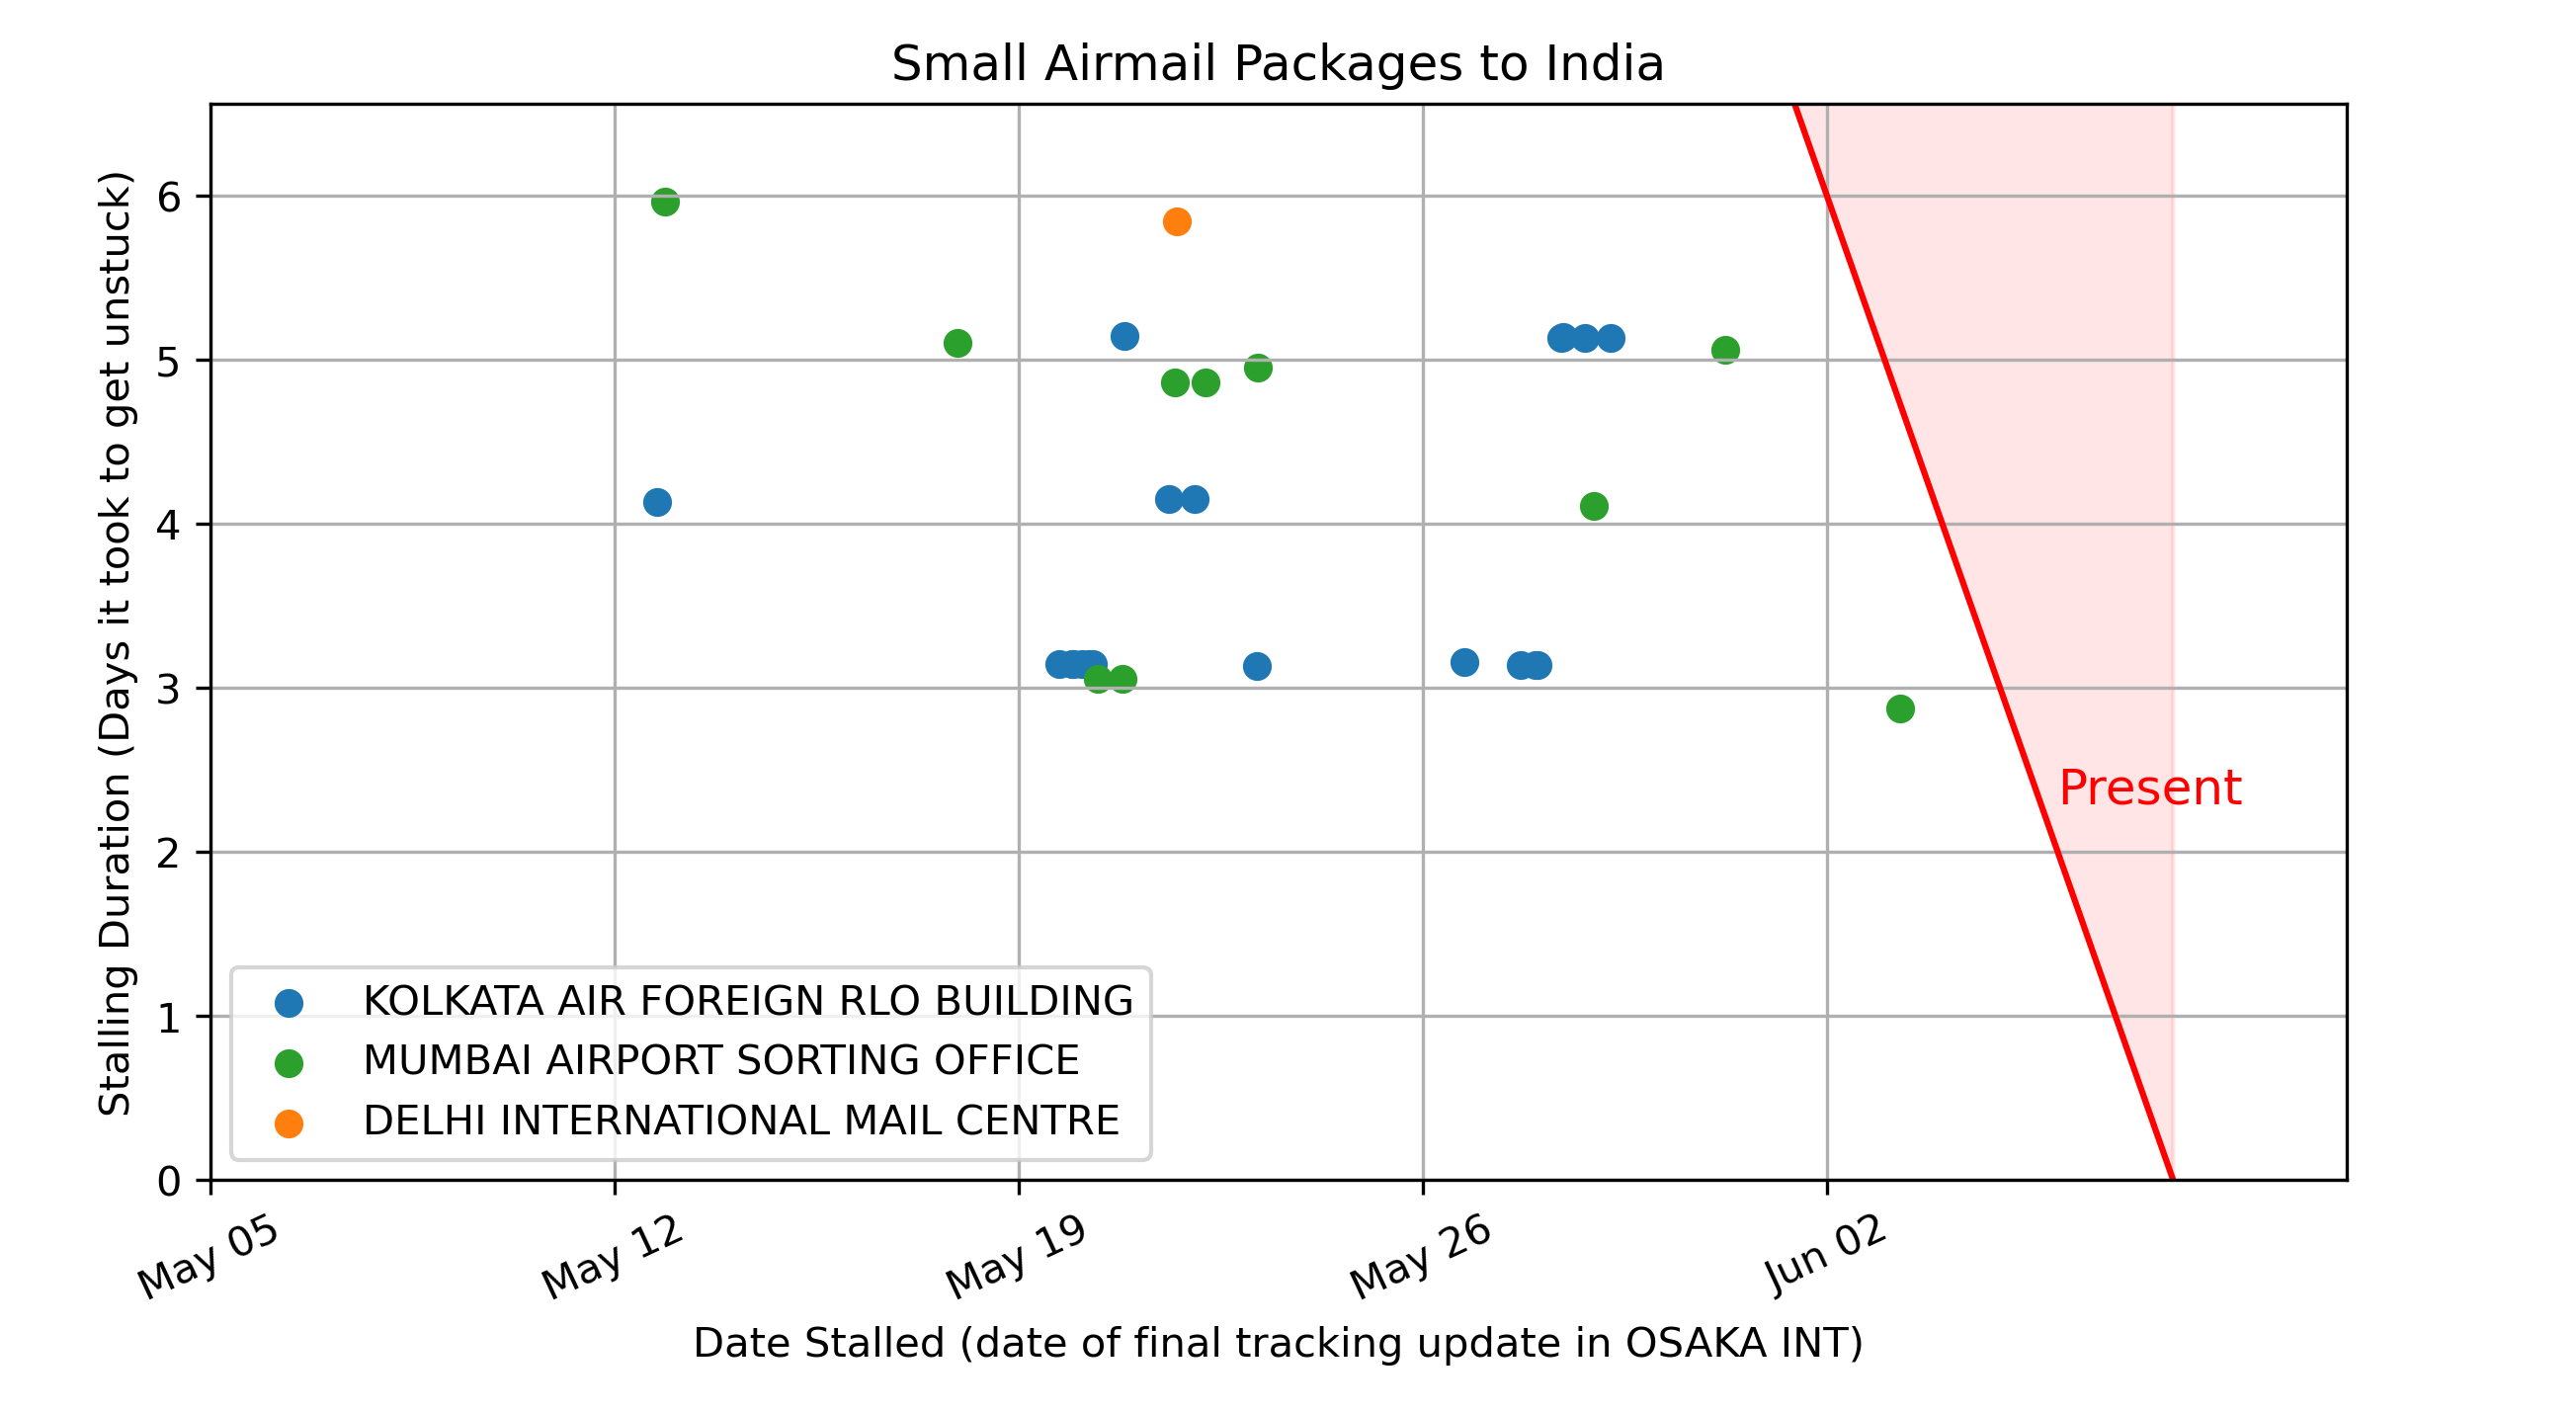 Small Airmail Packages to India
Stalling Duration (Days it took to get unstuck)
6
5
4
3
2
1
0
Present
KOLKATA AIR FOREIGN RLO BUILDING
MUMBAI AIRPORT SORTING OFFICE
DELHI INTERNATIONAL MAIL CENTRE
May 05
May 12
May 19
May 26
Jun 02
Date Stalled (date of final tracking update in OSAKA INT)